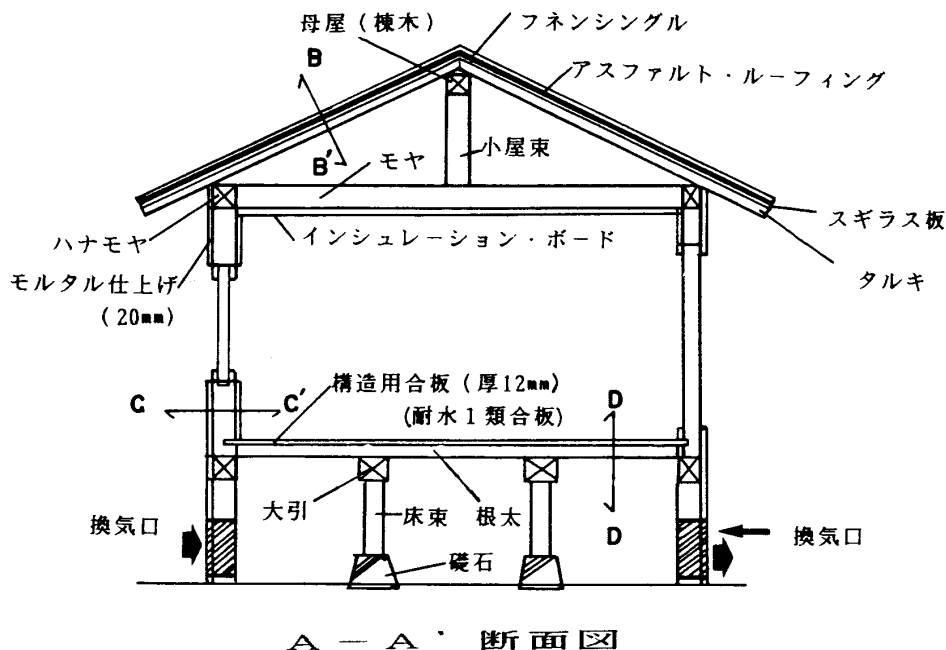 母屋（棟木）
フネンシングル
B
アスファルト・ルーフィング
B′
モヤ
小屋束
スギラス板
ハナモヤ
インシュレーション・ボード
タルキ
モルタル仕上げ
（20mm）
構造用合板（厚12mm）
C
C′
D
(耐水１類合板)
大引
床束
根太
換気口
D
換気口
礎石
A－A′ 断面図